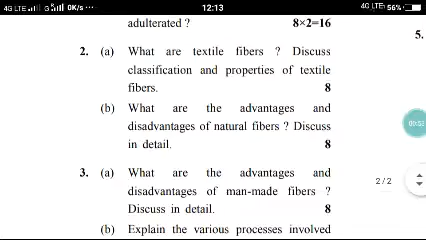 4G LTE G OK/s ··· 12:13 4G LTE 56%
adulterated ? 8×2=16
5.
2. (a) What are textile fibers ? Discuss
classification and properties of textile
fibers. 8
(b) What are the advantages and
disadvantages of natural fibers ? Discuss
in detail. 8
3. (a) What are the advantages and
disadvantages of man-made fibers ?
Discuss in detail. 8
(b) Explain the various processes involved
2 / 2